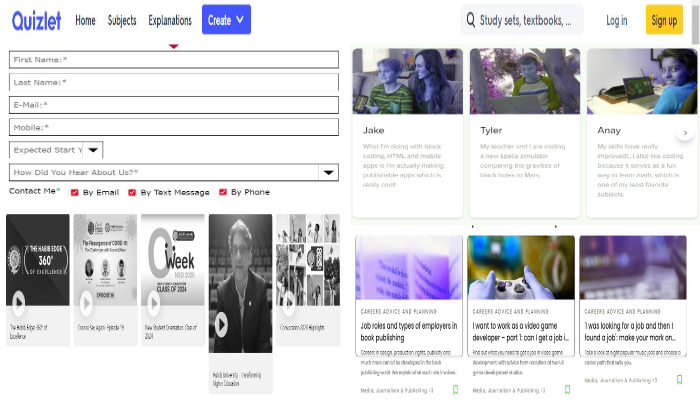 Quizlet Home Subjects Explanations Create Study sets, textbooks, ... Log in Sign up
First Name:*
Last Name:*
E-Mail:*
Mobile:*
Expected Start Y
How Did You Hear About Us?*
Contact Me* By Email By Text Message By Phone
THE HABIB EDGE
360°
OF EXCELLENCE
The Resurgence of COVID-19:
EPISODE 19
Week
HISO 2020
CLASS OF 2024
The Habib Edge 360° of
Excellence
Episode 19
New Student Orientation Class of
2024
Habib University - Transforming
Higher Education
Convocation 2020 Highlights
Jake
What I'm doing with block
coding, HTML and mobile
apps is I'm actually making
publishable apps which is
really cool!
Tyler
My teacher and I are coding
a new space simulator
comparing the gravities of
black holes to Mars.
Anay
My skills have really
improved!...I also like coding
because it serves as a fun
way to learn math, which is
one of my least favorite
subjects.
CAREERS ADVICE AND PLANNING
Job roles and types of employers in
book publishing
Careers in design, production, rights, publicity and
much more can all be developed in the book
publishing world. We explain what each role involves...
Media, Journalism & Publishing +3
CAREERS ADVICE AND PLANNING
'I want to work as a video game
developer' – part 1: can I get a job i...
Find out what you need to get a job in video game
development, with advice from recruiters at two UK
game development studios.
Media, Journalism & Publishing +3
CAREERS ADVICE AND PLANNING
'I was looking for a job and then I
found a job': make your mark on...
Take a look at eight popular music jobs and choose a
career path that suits you.
Media, Journalism & Publishing +3